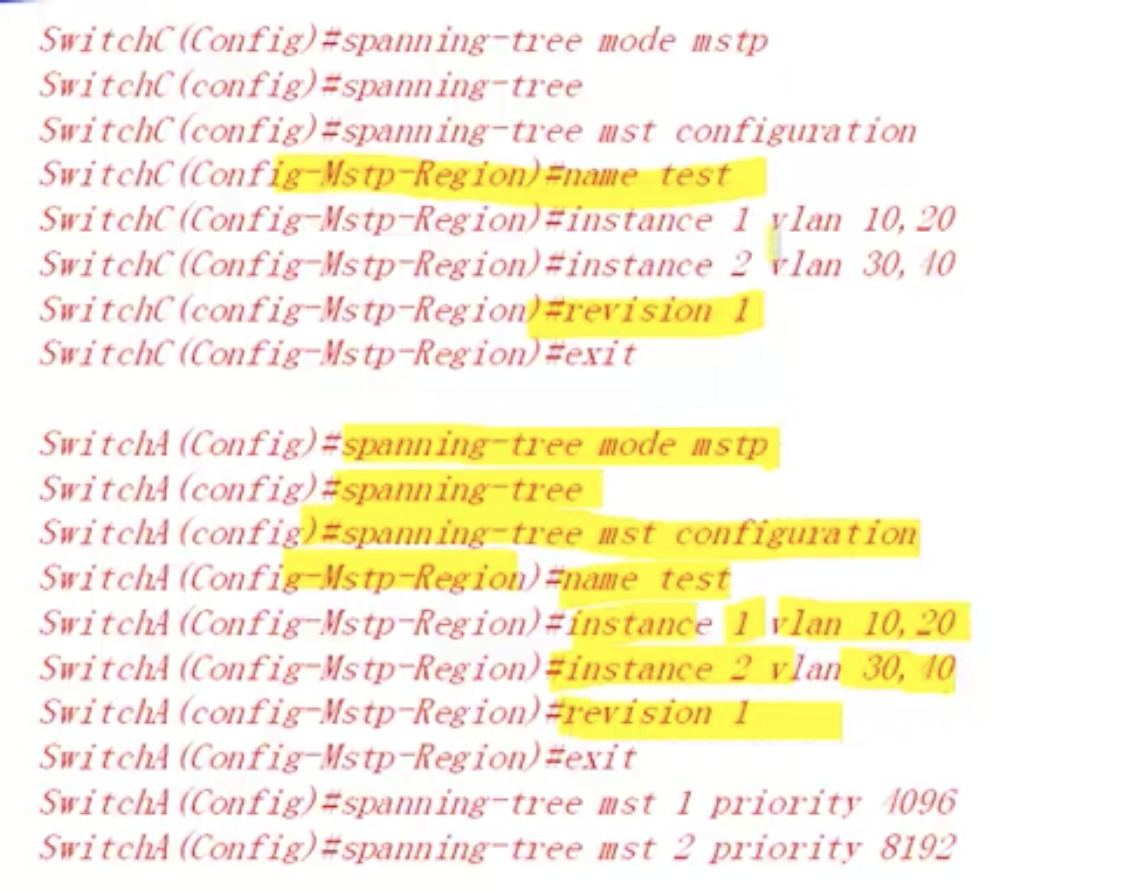 SwitchC(Config)#spanning-tree mode mstp
SwitchC(config)#spanning-tree
SwitchC(config)#spanning-tree mst configuration
SwitchC(Config-Mstp-Region)#name test
SwitchC(Config-Mstp-Region)#instance 1 vlan 10,20
SwitchC(Config-Mstp-Region)#instance 2 vlan 30,40
SwitchC(config-Mstp-Region)#revision 1
SwitchC(Config-Mstp-Region)#exit
SwitchA(Config)#spanning-tree mode mstp
SwitchA(config)#spanning-tree
SwitchA(config)#spanning-tree mst configuration
SwitchA(Config-Mstp-Region)#name test
SwitchA(Config-Mstp-Region)#instance 1 vlan 10,20
SwitchA(Config-Mstp-Region)#instance 2 vlan 30,40
SwitchA(config-Mstp-Region)#revision 1
SwitchA(Config-Mstp-Region)#exit
SwitchA(Config)#spanning-tree mst 1 priority 4096
SwitchA(Config)#spanning-tree mst 2 priority 8192